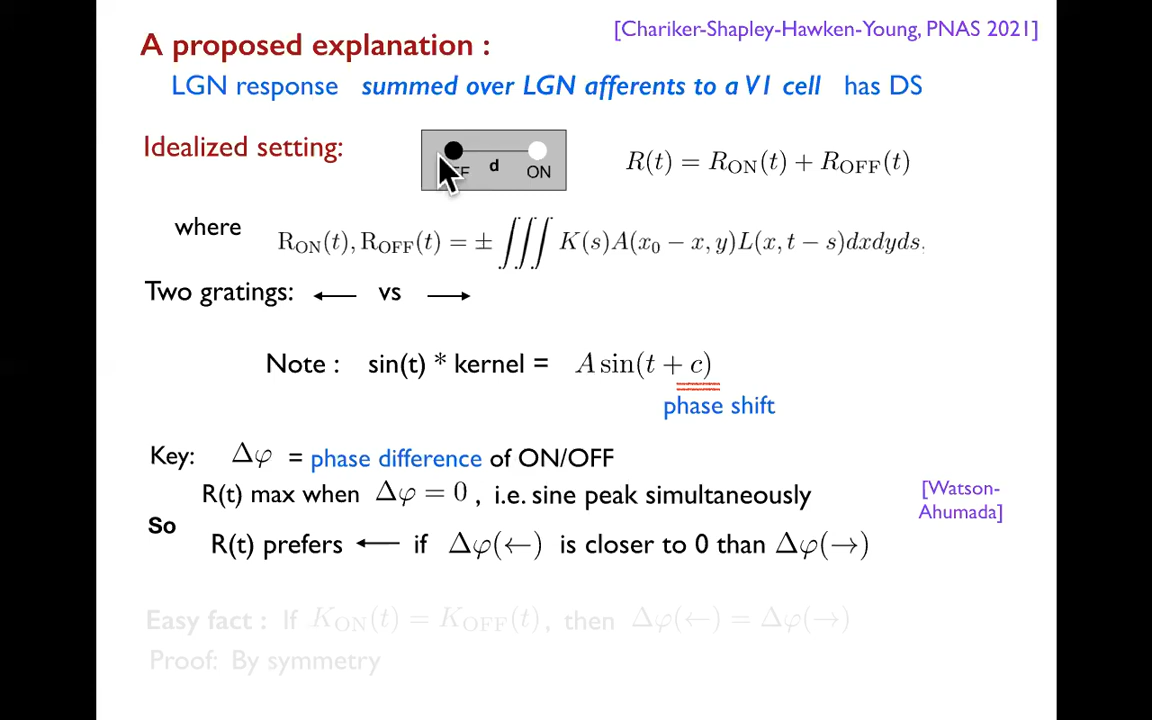 [Chariker-Shapley-Hawken-Young, PNAS 2021]
A proposed explanation :
LGN response summed over LGN afferents to a V1 cell has DS
Idealized setting:
d
ON
R(t) = R_ON(t) + R_OFF(t)
where
R_ON(t), R_OFF(t) = ± ∭ K(s)A(x₀ − x, y)L(x, t − s)dxdyds.
Two gratings: ← vs →
Note : sin(t) * kernel = A sin(t + c)
phase shift
Key: Δφ = phase difference of ON/OFF
R(t) max when Δφ = 0 , i.e. sine peak simultaneously
[Watson-
Ahumada]
So
R(t) prefers ← if Δφ(←) is closer to 0 than Δφ(→)
Easy fact : If K_ON(t) = K_OFF(t), then Δφ(←) = Δφ(→)
Proof: By symmetry